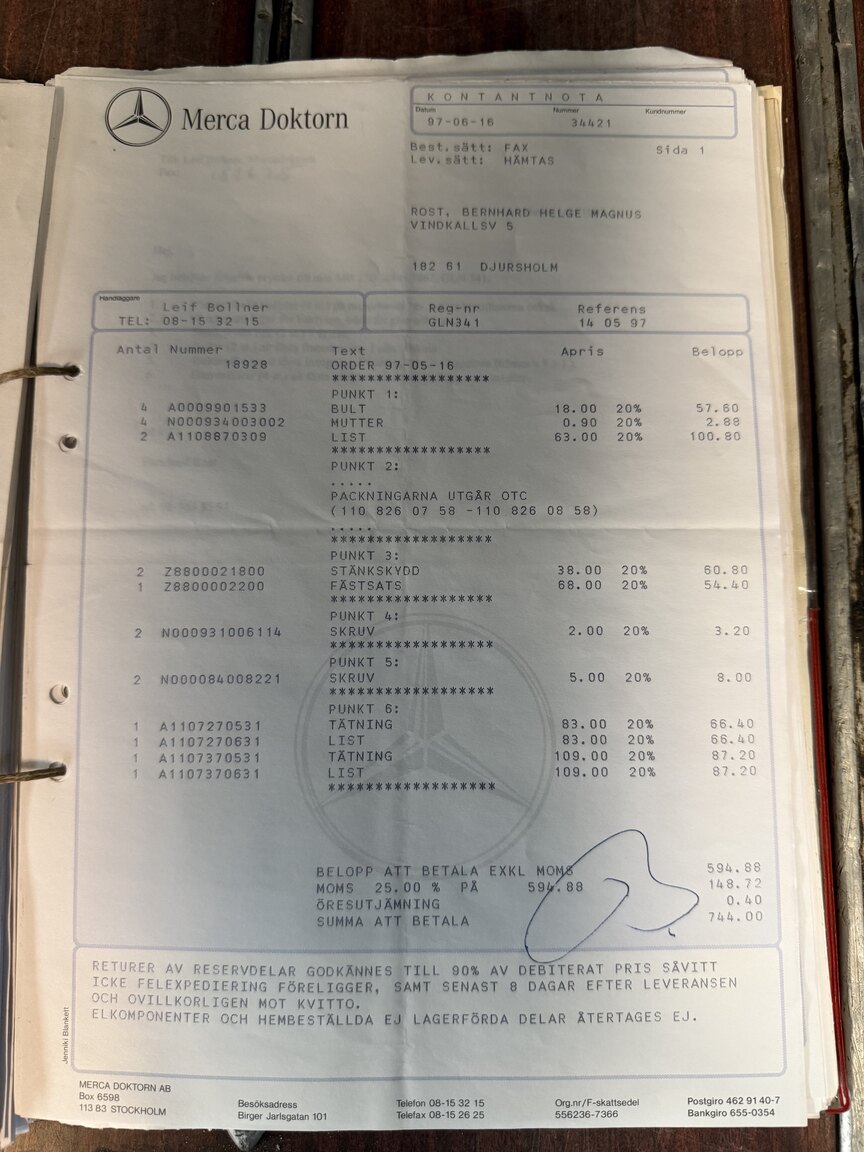 Merca Doktorn
KONTANTNOTA
Datum Nummer Kundnummer
97-06-16 34421
Best.sätt: FAX Sida 1
Lev.sätt: HÄMTAS
ROST, BERNHARD HELGE MAGNUS
VINDKALLSV 5
182 61 DJURSHOLM
Handläggare
Leif Bollner Reg-nr Referens
TEL: 08-15 32 15 GLN341 14 05 97
Antal Nummer Text Apris Belopp
18928 ORDER 97-05-16
*****************
PUNKT 1:
4 A0009901533 BULT 18.00 20% 57.60
4 N000934003002 MUTTER 0.90 20% 2.88
2 A1108870309 LIST 63.00 20% 100.80
*****************
PUNKT 2:
.....
PACKNINGARNA UTGÅR OTC
(110 826 07 58 -110 826 08 58)
.....
*****************
PUNKT 3:
2 Z8800021800 STÄNKSKYDD 38.00 20% 60.80
1 Z8800002200 FÄSTSATS 68.00 20% 54.40
*****************
PUNKT 4:
2 N000931006114 SKRUV 2.00 20% 3.20
*****************
PUNKT 5:
2 N000084008221 SKRUV 5.00 20% 8.00
*****************
PUNKT 6:
1 A1107270531 TÄTNING 83.00 20% 66.40
1 A1107270631 LIST 83.00 20% 66.40
1 A1107370531 TÄTNING 109.00 20% 87.20
1 A1107370631 LIST 109.00 20% 87.20
*****************
BELOPP ATT BETALA EXKL MOMS 594.88
MOMS 25.00 % PÅ 594.88 148.72
ÖRESUTJÄMNING 0.40
SUMMA ATT BETALA 744.00
RETURER AV RESERVDELAR GODKÄNNES TILL 90% AV DEBITERAT PRIS SÅVITT
ICKE FELEXPEDIERING FÖRELIGGER, SAMT SENAST 8 DAGAR EFTER LEVERANSEN
OCH OVILLKORLIGEN MOT KVITTO.
ELKOMPONENTER OCH HEMBESTÄLLDA EJ LAGERFÖRDA DELAR ÅTERTAGES EJ.
Jenniki Blankett
MERCA DOKTORN AB
Box 6598
113 83 STOCKHOLM
Besöksadress
Birger Jarlsgatan 101
Telefon 08-15 32 15
Telefax 08-15 26 25
Org.nr/F-skattsedel
556236-7366
Postgiro 462 91 40-7
Bankgiro 655-0354